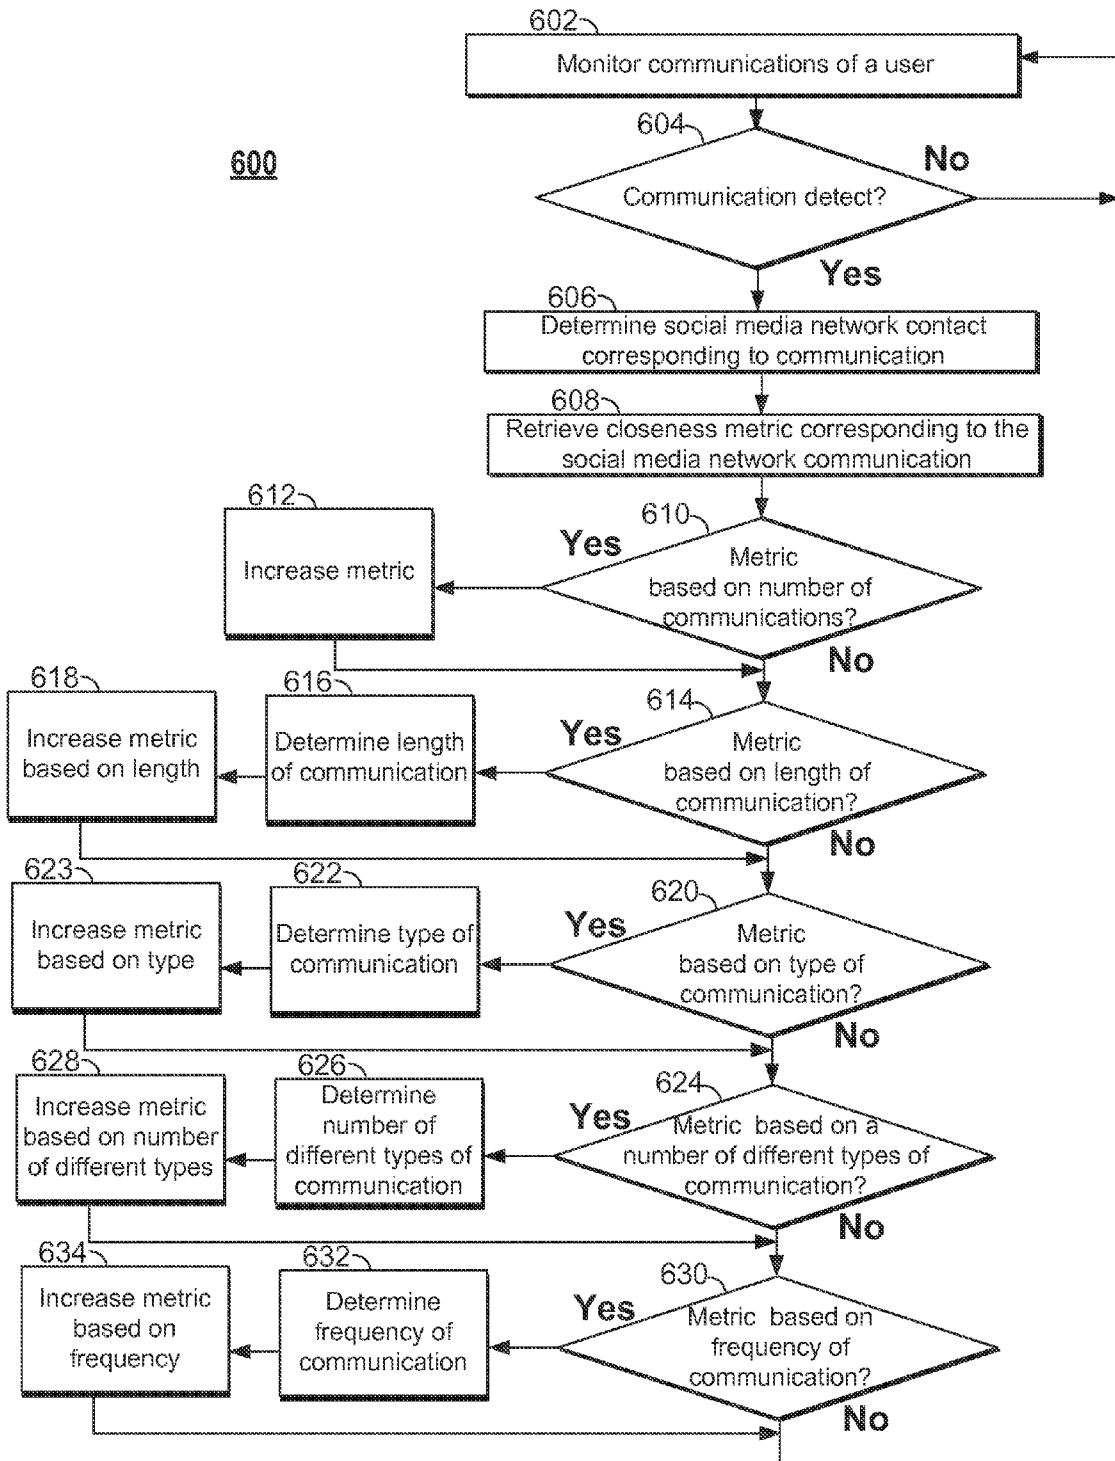 602
Monitor communications of a user
604
600
No
Communication detect?
Yes
606
Determine social media network contact
corresponding to communication
608
Retrieve closeness metric corresponding to the
social media network communication
612
610
Yes
Increase metric
Metric
based on number of
communications?
No
618
616
614
Yes
Increase metric
based on length
Determine length
of communication
Metric
based on length of
communication?
No
623
622
620
Yes
Increase metric
based on type
Determine type of
communication
Metric
based on type of
communication?
No
628
626
624
Yes
Increase metric
based on number
of different types
Determine
number of
different types of
communication
Metric based on a
number of different types of
communication?
No
634
632
630
Yes
Increase metric
based on
frequency
Determine
frequency of
communication
Metric based on
frequency of
communication?
No